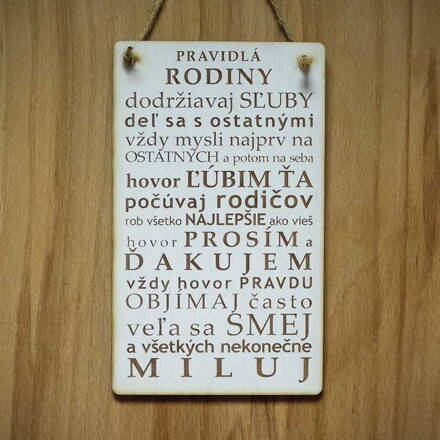 PRAVIDLÁ
RODINY
dodržiavaj SĽUBY
deľ sa s ostatnými
vždy mysli najprv na
OSTATNÝCH a potom na seba
hovor ĽÚBIM ŤA
počúvaj rodičov
rob všetko NAJLEPŠIE ako vieš
hovor PROSÍM a
ĎAKUJEM
vždy hovor PRAVDU
OBJÍMAJ často
veľa sa SMEJ
a všetkých nekonečne
MILUJ